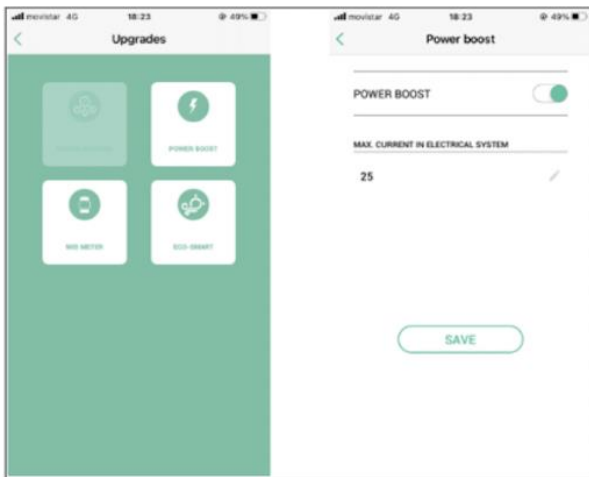 movistar 4G 18:23 49%
Upgrades
POWER BOOST
MID METER
ECO-SMART
movistar 4G 18:23 49%
Power boost
POWER BOOST
MAX. CURRENT IN ELECTRICAL SYSTEM
25
SAVE